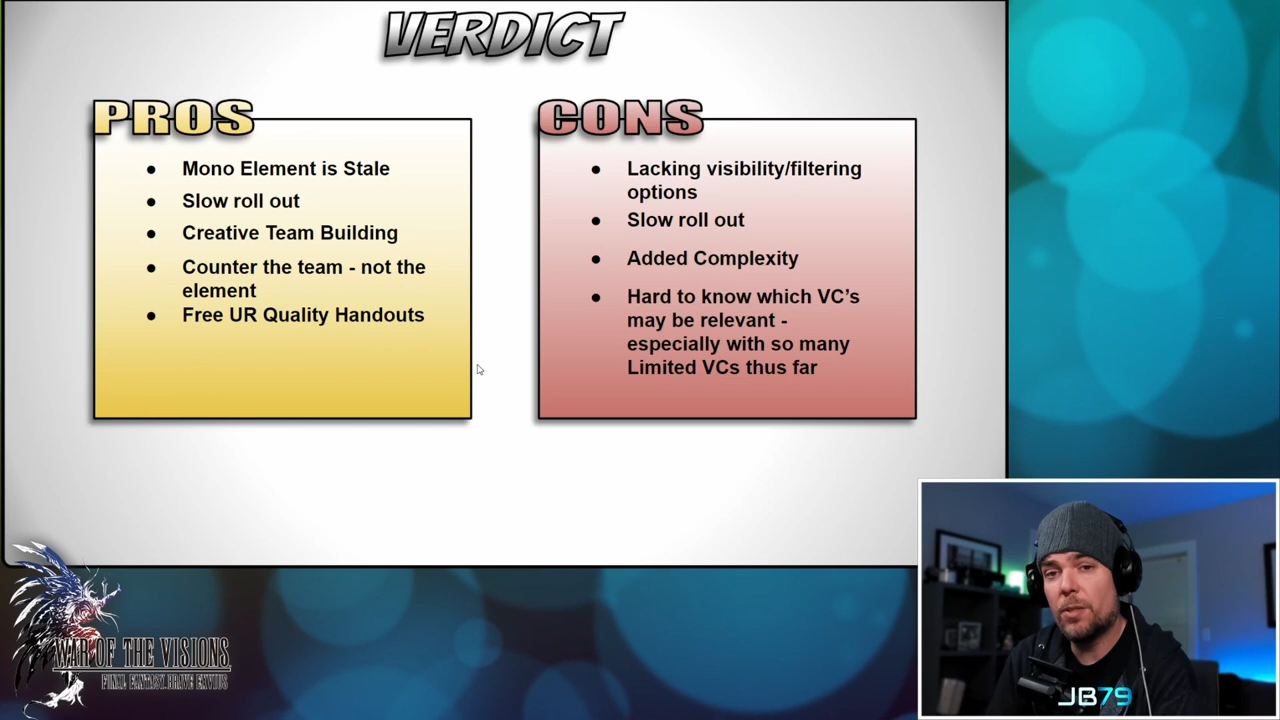 VERDICT
PROS
• Mono Element is Stale
• Slow roll out
• Creative Team Building
• Counter the team - not the
element
• Free UR Quality Handouts
CONS
• Lacking visibility/filtering
options
• Slow roll out
• Added Complexity
• Hard to know which VC's
may be relevant -
especially with so many
Limited VCs thus far
WAR OF THE VISIONS
FINAL FANTASY BRAVE EXVIUS
JB79